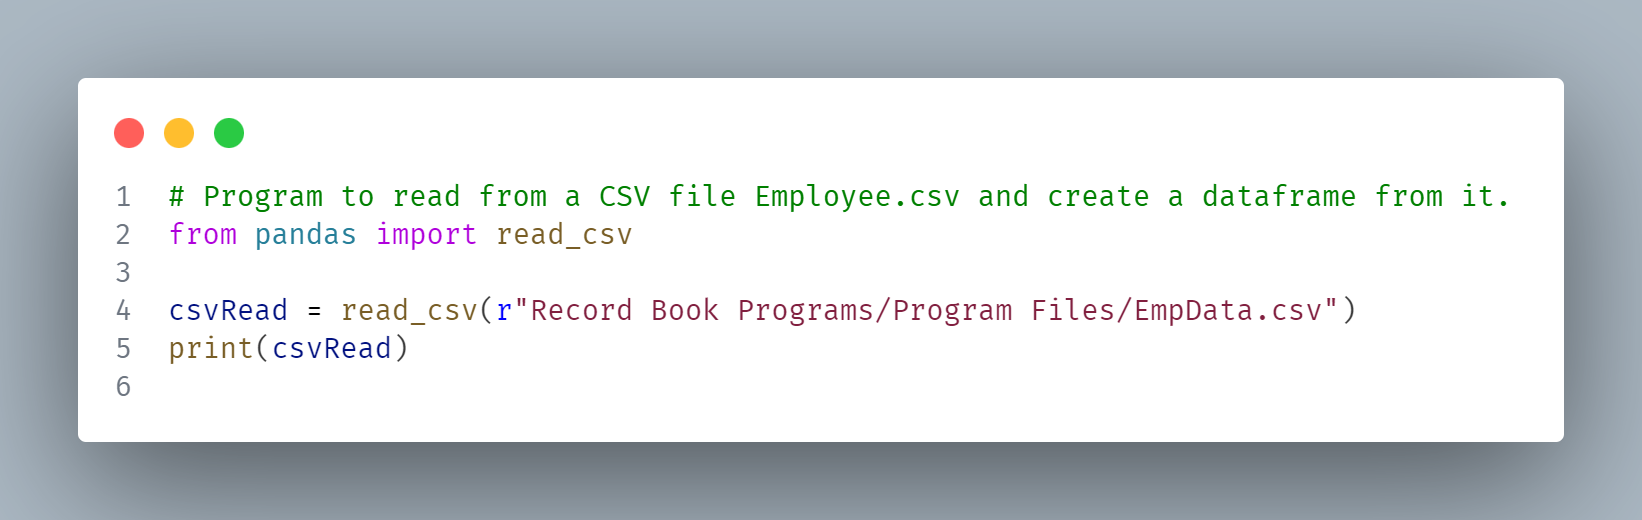 1 # Program to read from a CSV file Employee.csv and create a dataframe from it.
2 from pandas import read_csv
3
4 csvRead = read_csv(r"Record Book Programs/Program Files/EmpData.csv")
5 print(csvRead)
6